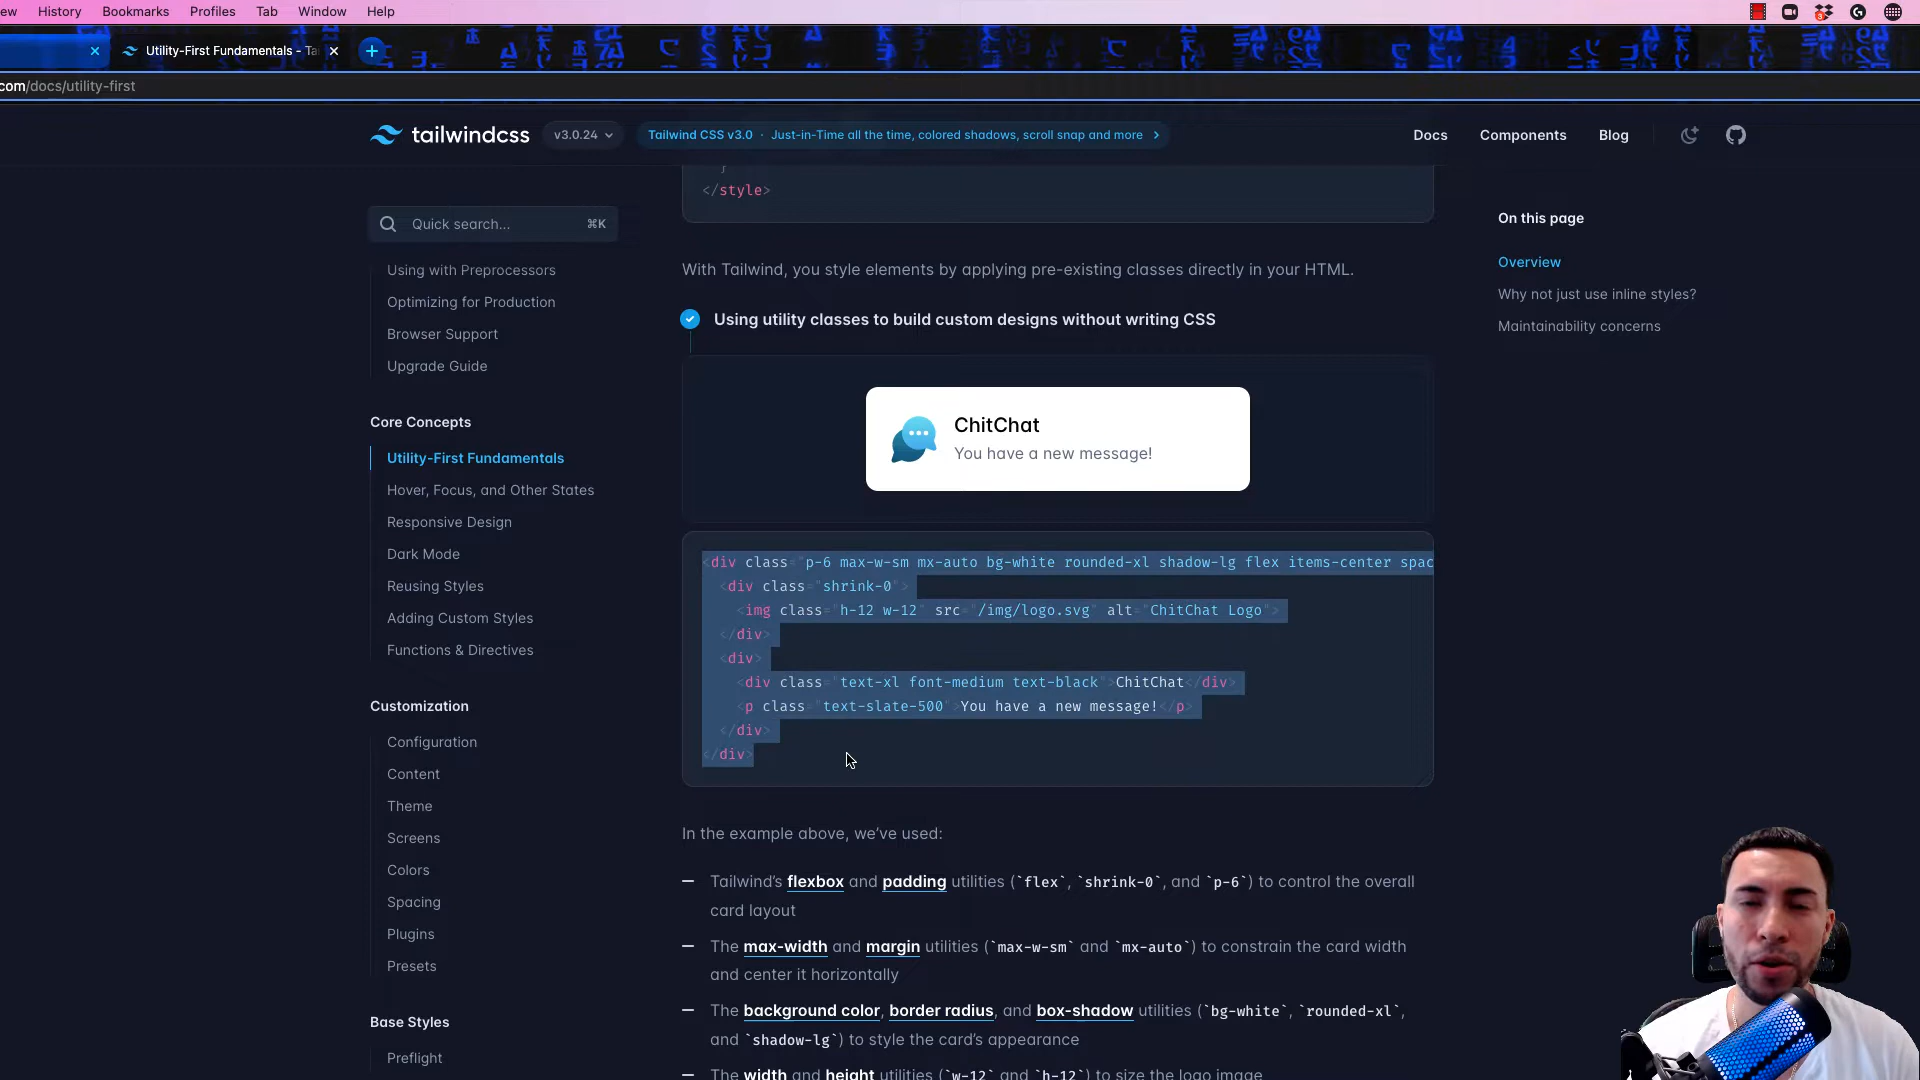 ew History Bookmarks Profiles Tab Window Help
Utility-First Fundamentals - Ta
com/docs/utility-first
tailwindcss v3.0.24 Tailwind CSS v3.0 · Just-in-Time all the time, colored shadows, scroll snap and more Docs Components Blog
Quick search... ⌘K
Using with Preprocessors
Optimizing for Production
Browser Support
Upgrade Guide
Core Concepts
Utility-First Fundamentals
Hover, Focus, and Other States
Responsive Design
Dark Mode
Reusing Styles
Adding Custom Styles
Functions & Directives
Customization
Configuration
Content
Theme
Screens
Colors
Spacing
Plugins
Presets
Base Styles
Preflight
}
</style>
With Tailwind, you style elements by applying pre-existing classes directly in your HTML.
Using utility classes to build custom designs without writing CSS
ChitChat
You have a new message!
<div class="p-6 max-w-sm mx-auto bg-white rounded-xl shadow-lg flex items-center spac
<div class="shrink-0">
<img class="h-12 w-12" src="/img/logo.svg" alt="ChitChat Logo">
</div>
<div>
<div class="text-xl font-medium text-black">ChitChat</div>
<p class="text-slate-500">You have a new message!</p>
</div>
</div>
In the example above, we've used:
— Tailwind's flexbox and padding utilities (`flex`, `shrink-0`, and `p-6`) to control the overall
card layout
— The max-width and margin utilities (`max-w-sm` and `mx-auto`) to constrain the card width
and center it horizontally
— The background color, border radius, and box-shadow utilities (`bg-white`, `rounded-xl`,
and `shadow-lg`) to style the card's appearance
— The width and height utilities (`w-12` and `h-12`) to size the logo image
On this page
Overview
Why not just use inline styles?
Maintainability concerns